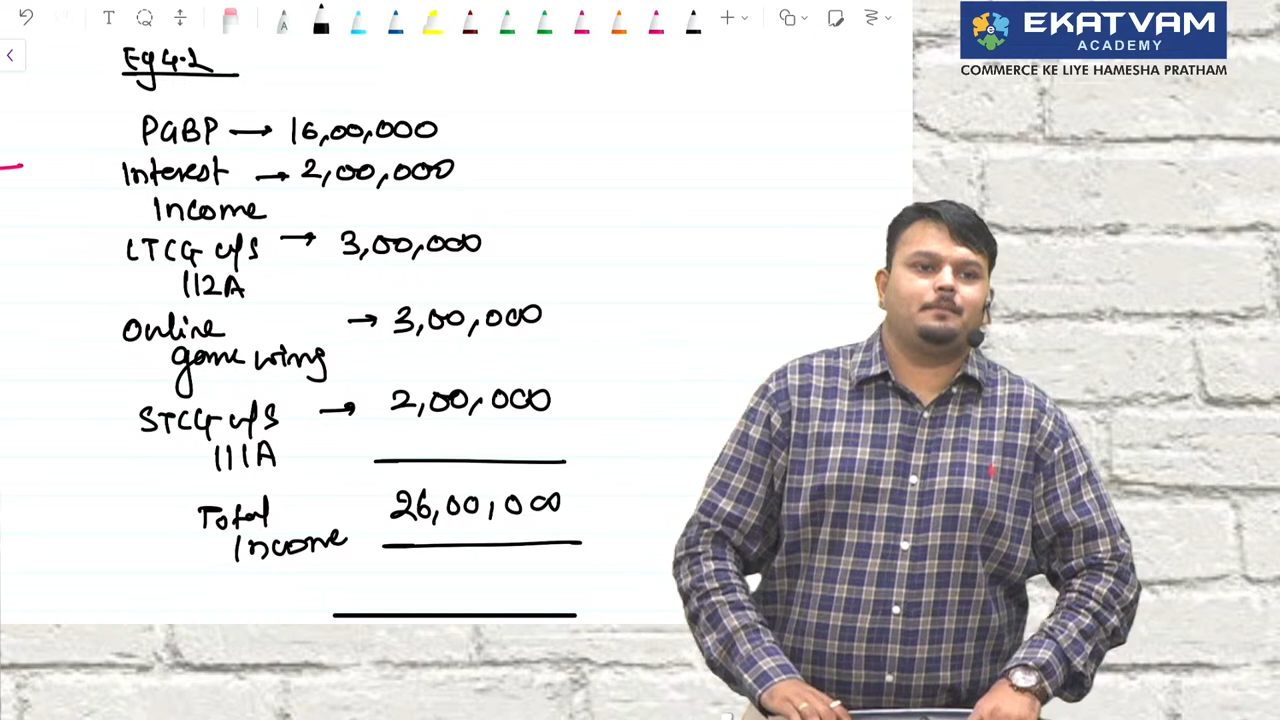 EKATVAM
ACADEMY
COMMERCE KE LIYE HAMESHA PRATHAM
Eg 4.2
PGBP → 16,00,000
Interest → 2,00,000
Income
LTCG u/s → 3,00,000
112A
Online → 3,00,000
game wings
STCG u/s → 2,00,000
111A
Total 26,00,000
Income